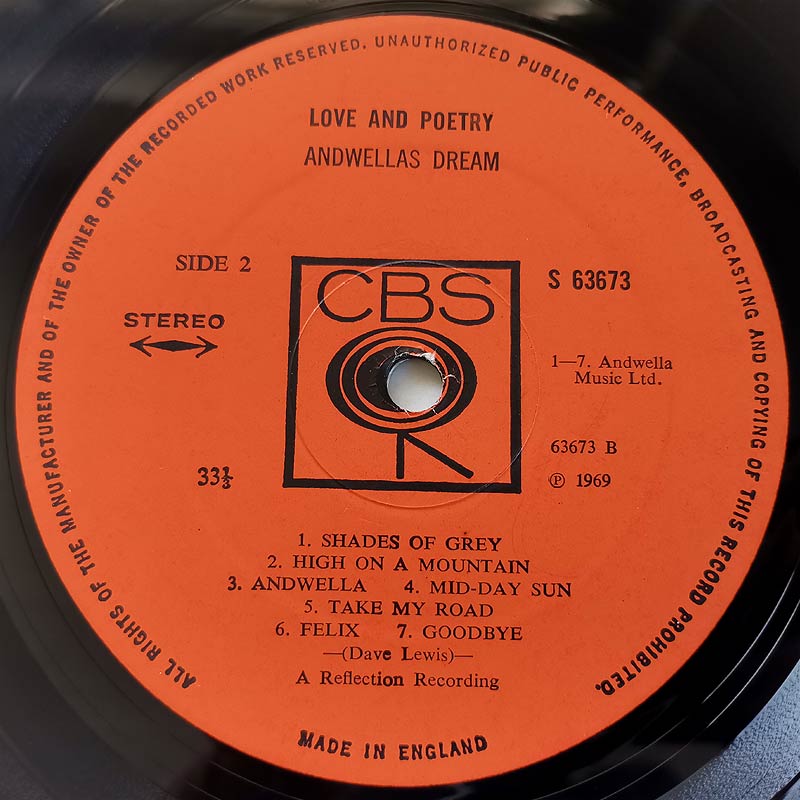 ALL RIGHTS OF THE MANUFACTURER AND OF THE OWNER OF THE RECORDED WORK RESERVED. UNAUTHORIZED PUBLIC PERFORMANCE, BROADCASTING AND COPYING OF THIS RECORD PROHIBITED.
LOVE AND POETRY
ANDWELLAS DREAM
SIDE 2
STEREO
33⅓
CBS
S 63673
1—7. Andwella
Music Ltd.
63673 B
℗ 1969
1. SHADES OF GREY
2. HIGH ON A MOUNTAIN
3. ANDWELLA 4. MID-DAY SUN
5. TAKE MY ROAD
6. FELIX 7. GOODBYE
—(Dave Lewis)—
A Reflection Recording
MADE IN ENGLAND